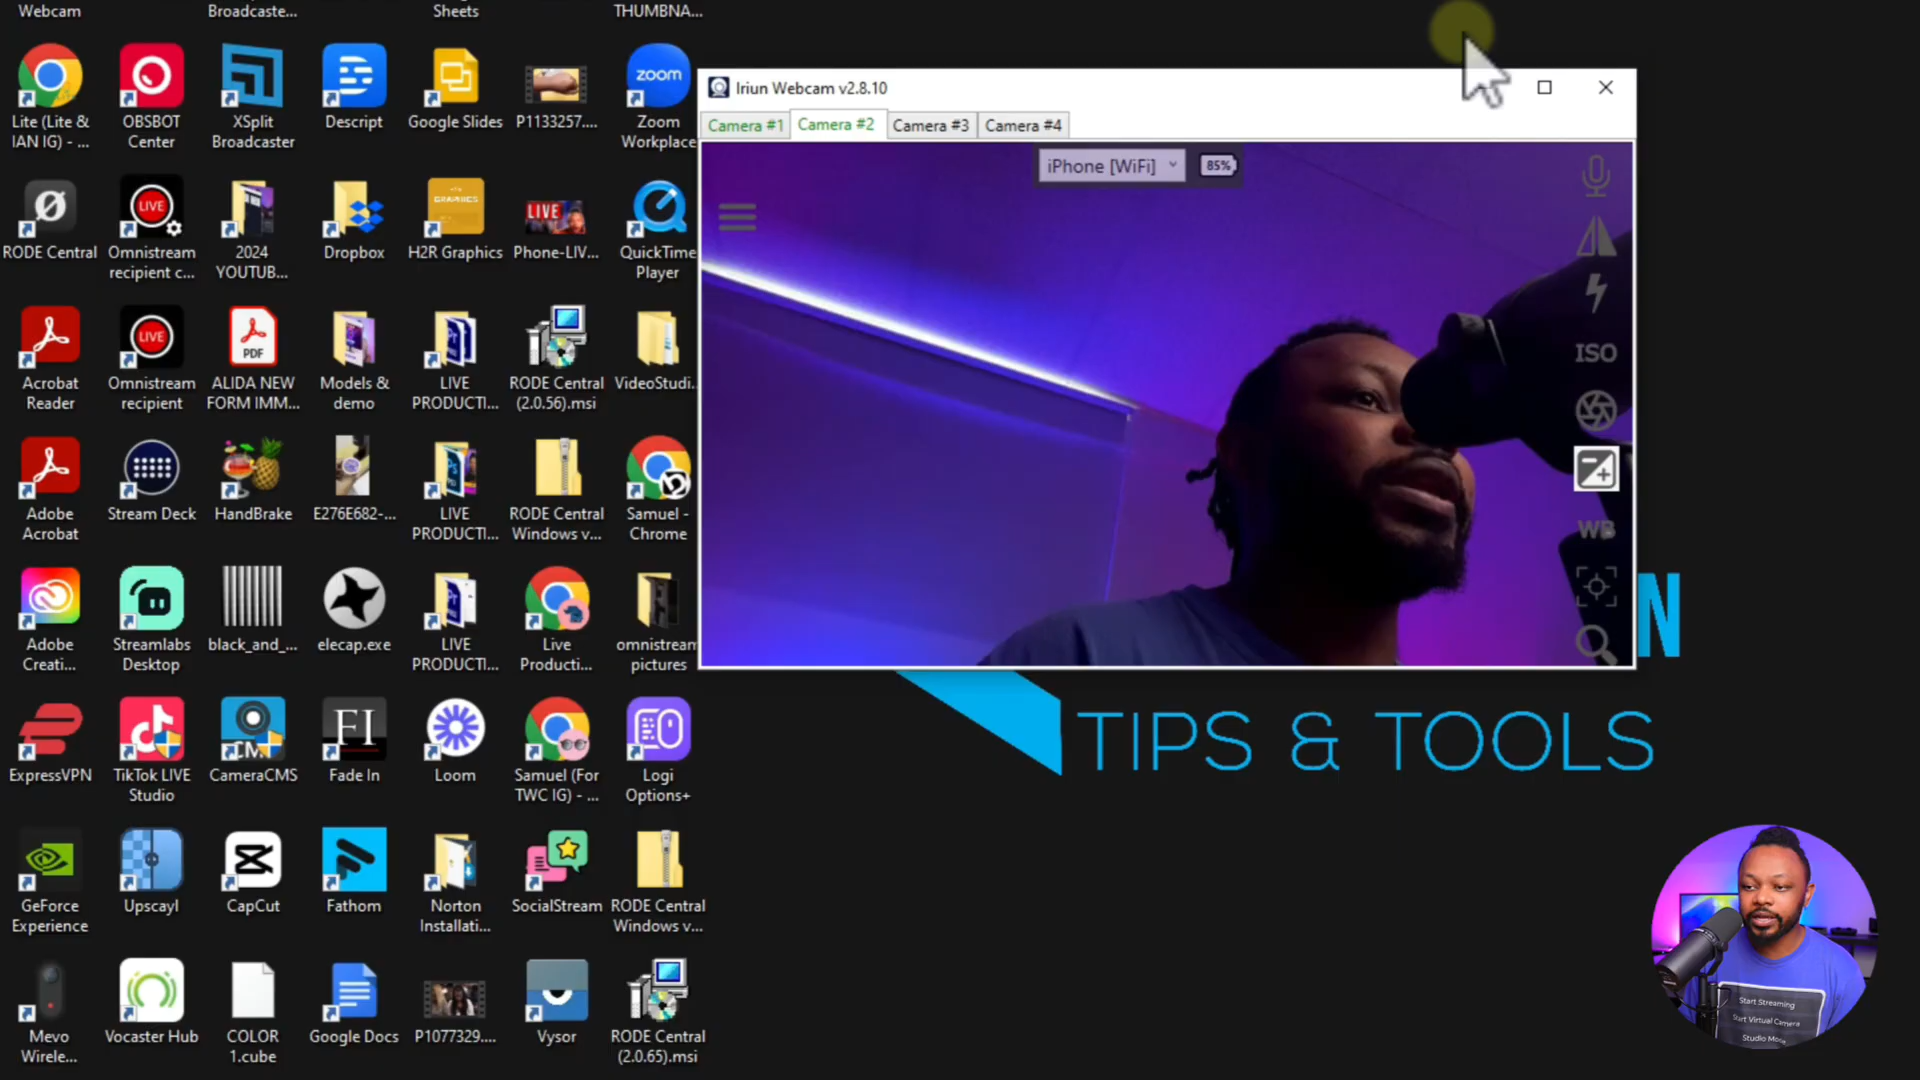 Webcam
Broadcaste...
Sheets
THUMBNA...
Lite (Lite &
IAN IG) - ...
OBSBOT
Center
XSplit
Broadcaster
Descript
Google Slides
P1133257....
zoom
Zoom
Workplace
RODE Central
LIVE
Omnistream
recipient c...
2024
YOUTUB...
Dropbox
GRAPHICS
H2R Graphics
LIVE
Phone-LIV...
QuickTime
Player
Acrobat
Reader
LIVE
Omnistream
recipient
PDF
ALIDA NEW
FORM IMM...
Models &
demo
Pr
LIVE
PRODUCTI...
RODE Central
(2.0.56).msi
VideoStudi...
Adobe
Acrobat
Stream Deck
HandBrake
E276E682-...
Ps
LIVE
PRODUCTI...
RODE Central
Windows v...
Samuel -
Chrome
Adobe
Creati...
Streamlabs
Desktop
black_and_...
elecap.exe
Pr
LIVE
PRODUCTI...
Live
Producti...
omnistream
pictures
ExpressVPN
TikTok LIVE
Studio
CMS
CameraCMS
FI
Fade In
Loom
Samuel (For
TWC IG) - ...
Logi
Options+
GeForce
Experience
Upscayl
CapCut
Fathom
Norton
Installati...
SocialStream
RODE Central
Windows v...
Mevo
Wirele...
Vocaster Hub
COLOR
1.cube
Google Docs
P1077329....
Vysor
RODE Central
(2.0.65).msi
Iriun Webcam v2.8.10
Camera #1
Camera #2
Camera #3
Camera #4
iPhone [WiFi]
85%
ISO
WB
N
TIPS & TOOLS
Start Streaming
Start Virtual Camera
Studio Mode